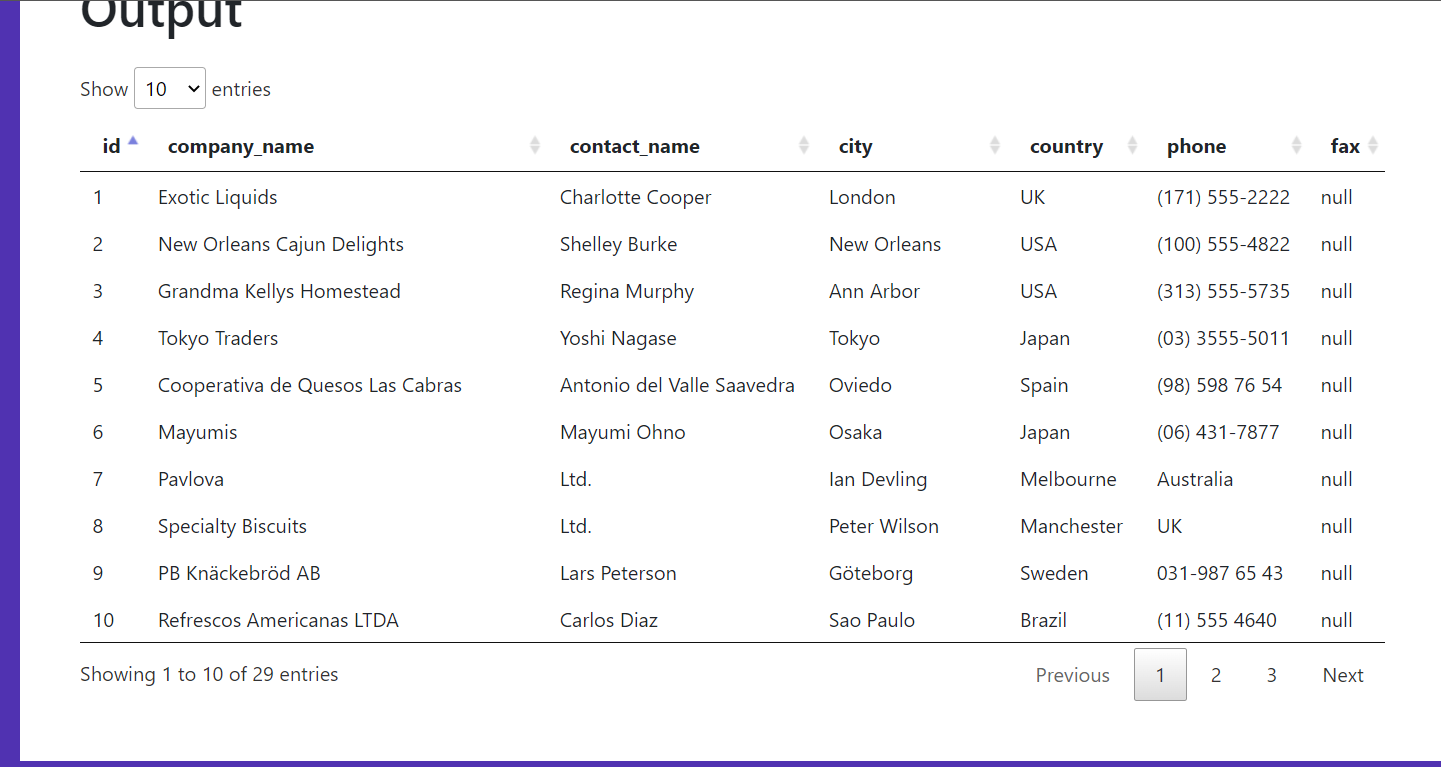 Output
Show 10 entries
id company_name contact_name city country phone fax
1 Exotic Liquids Charlotte Cooper London UK (171) 555-2222 null
2 New Orleans Cajun Delights Shelley Burke New Orleans USA (100) 555-4822 null
3 Grandma Kellys Homestead Regina Murphy Ann Arbor USA (313) 555-5735 null
4 Tokyo Traders Yoshi Nagase Tokyo Japan (03) 3555-5011 null
5 Cooperativa de Quesos Las Cabras Antonio del Valle Saavedra Oviedo Spain (98) 598 76 54 null
6 Mayumis Mayumi Ohno Osaka Japan (06) 431-7877 null
7 Pavlova Ltd. Ian Devling Melbourne Australia null
8 Specialty Biscuits Ltd. Peter Wilson Manchester UK null
9 PB Knäckebröd AB Lars Peterson Göteborg Sweden 031-987 65 43 null
10 Refrescos Americanas LTDA Carlos Diaz Sao Paulo Brazil (11) 555 4640 null
Showing 1 to 10 of 29 entries Previous 1 2 3 Next